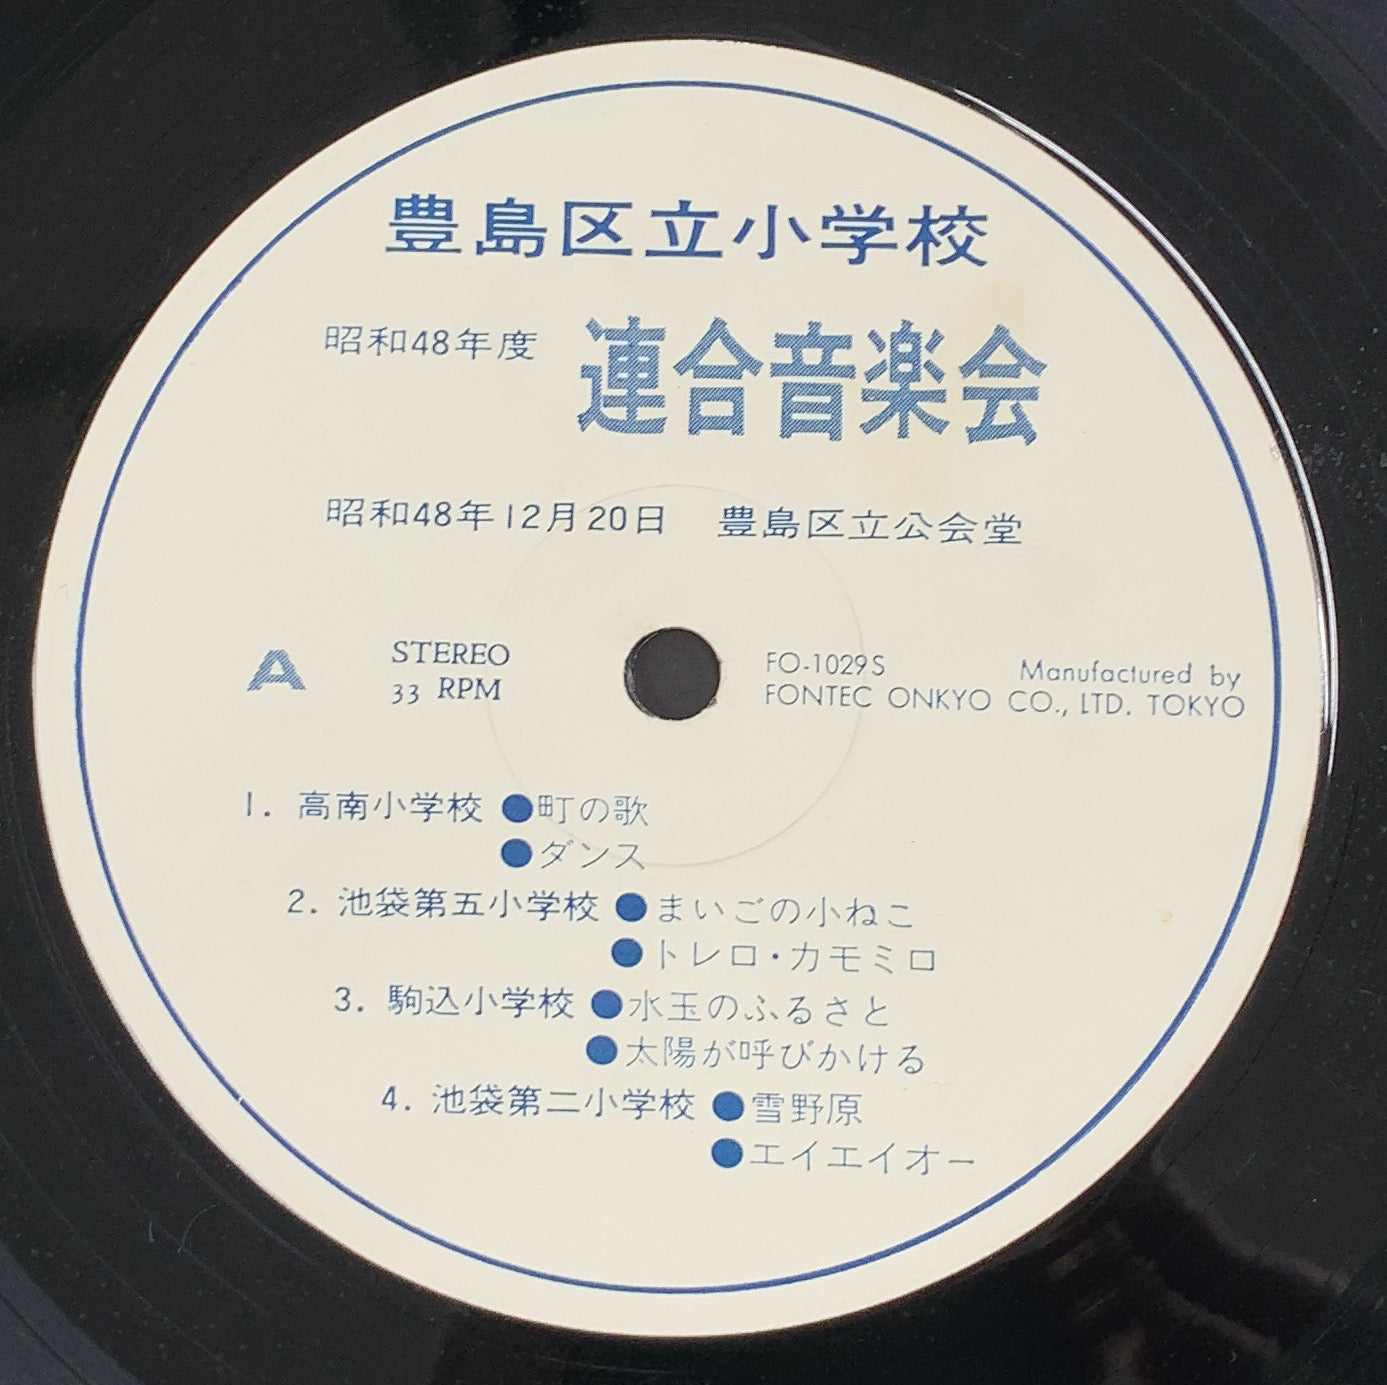 豊島区立小学校
昭和48年度 連合音楽会
昭和48年12月20日 豊島区立公会堂
A
STEREO
33 RPM
FO-1029S Manufactured by
FONTEC ONKYO CO., LTD. TOKYO
1. 高南小学校 ●町の歌
●ダンス
2. 池袋第五小学校 ●まいごの小ねこ
●トレロ・カモミロ
3. 駒込小学校 ●水玉のふるさと
●太陽が呼びかける
4. 池袋第二小学校 ●雪野原
●エイエイオー